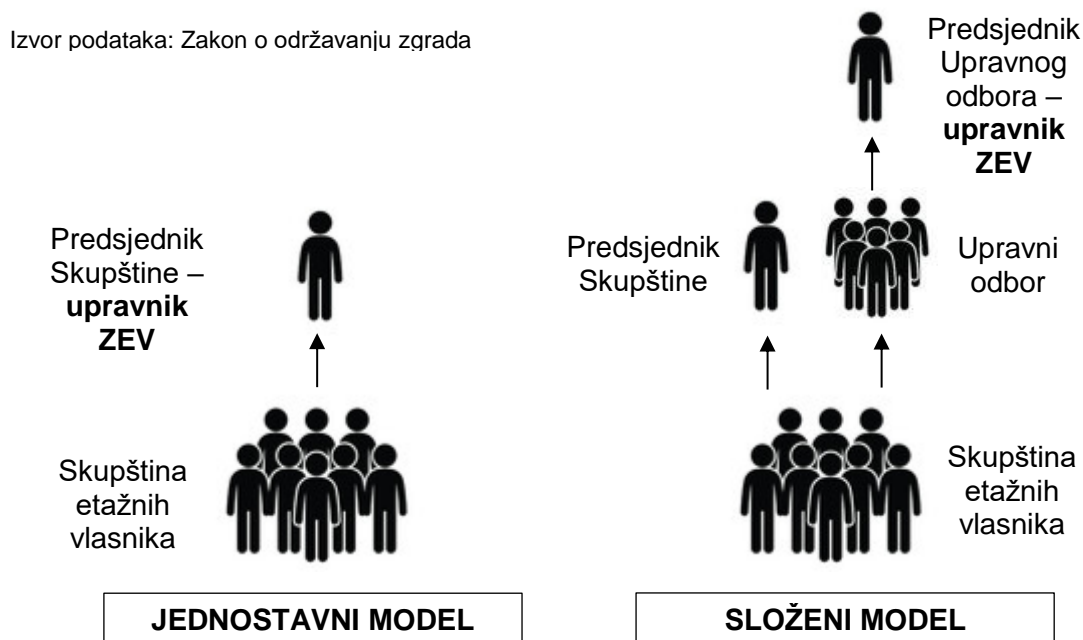 Izvor podataka: Zakon o održavanju zgrada
Predsjednik
Skupštine –
upravnik
ZEV
Skupština
etažnih
vlasnika
JEDNOSTAVNI MODEL
Predsjednik
Upravnog
odbora –
upravnik
ZEV
Predsjednik
Skupštine
Upravni
odbor
Skupština
etažnih
vlasnika
SLOŽENI MODEL